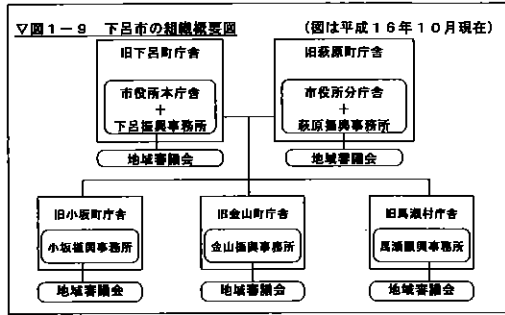 ▽図1-9 下呂市の組織概要図 (図は平成16年10月現在)
旧下呂町庁舎
市役所本庁舎
+
下呂振興事務所
地域審議会
旧萩原町庁舎
市役所分庁舎
+
萩原振興事務所
地域審議会
旧小坂町庁舎
小坂振興事務所
地域審議会
旧金山町庁舎
金山振興事務所
地域審議会
旧馬瀬村庁舎
馬瀬振興事務所
地域審議会